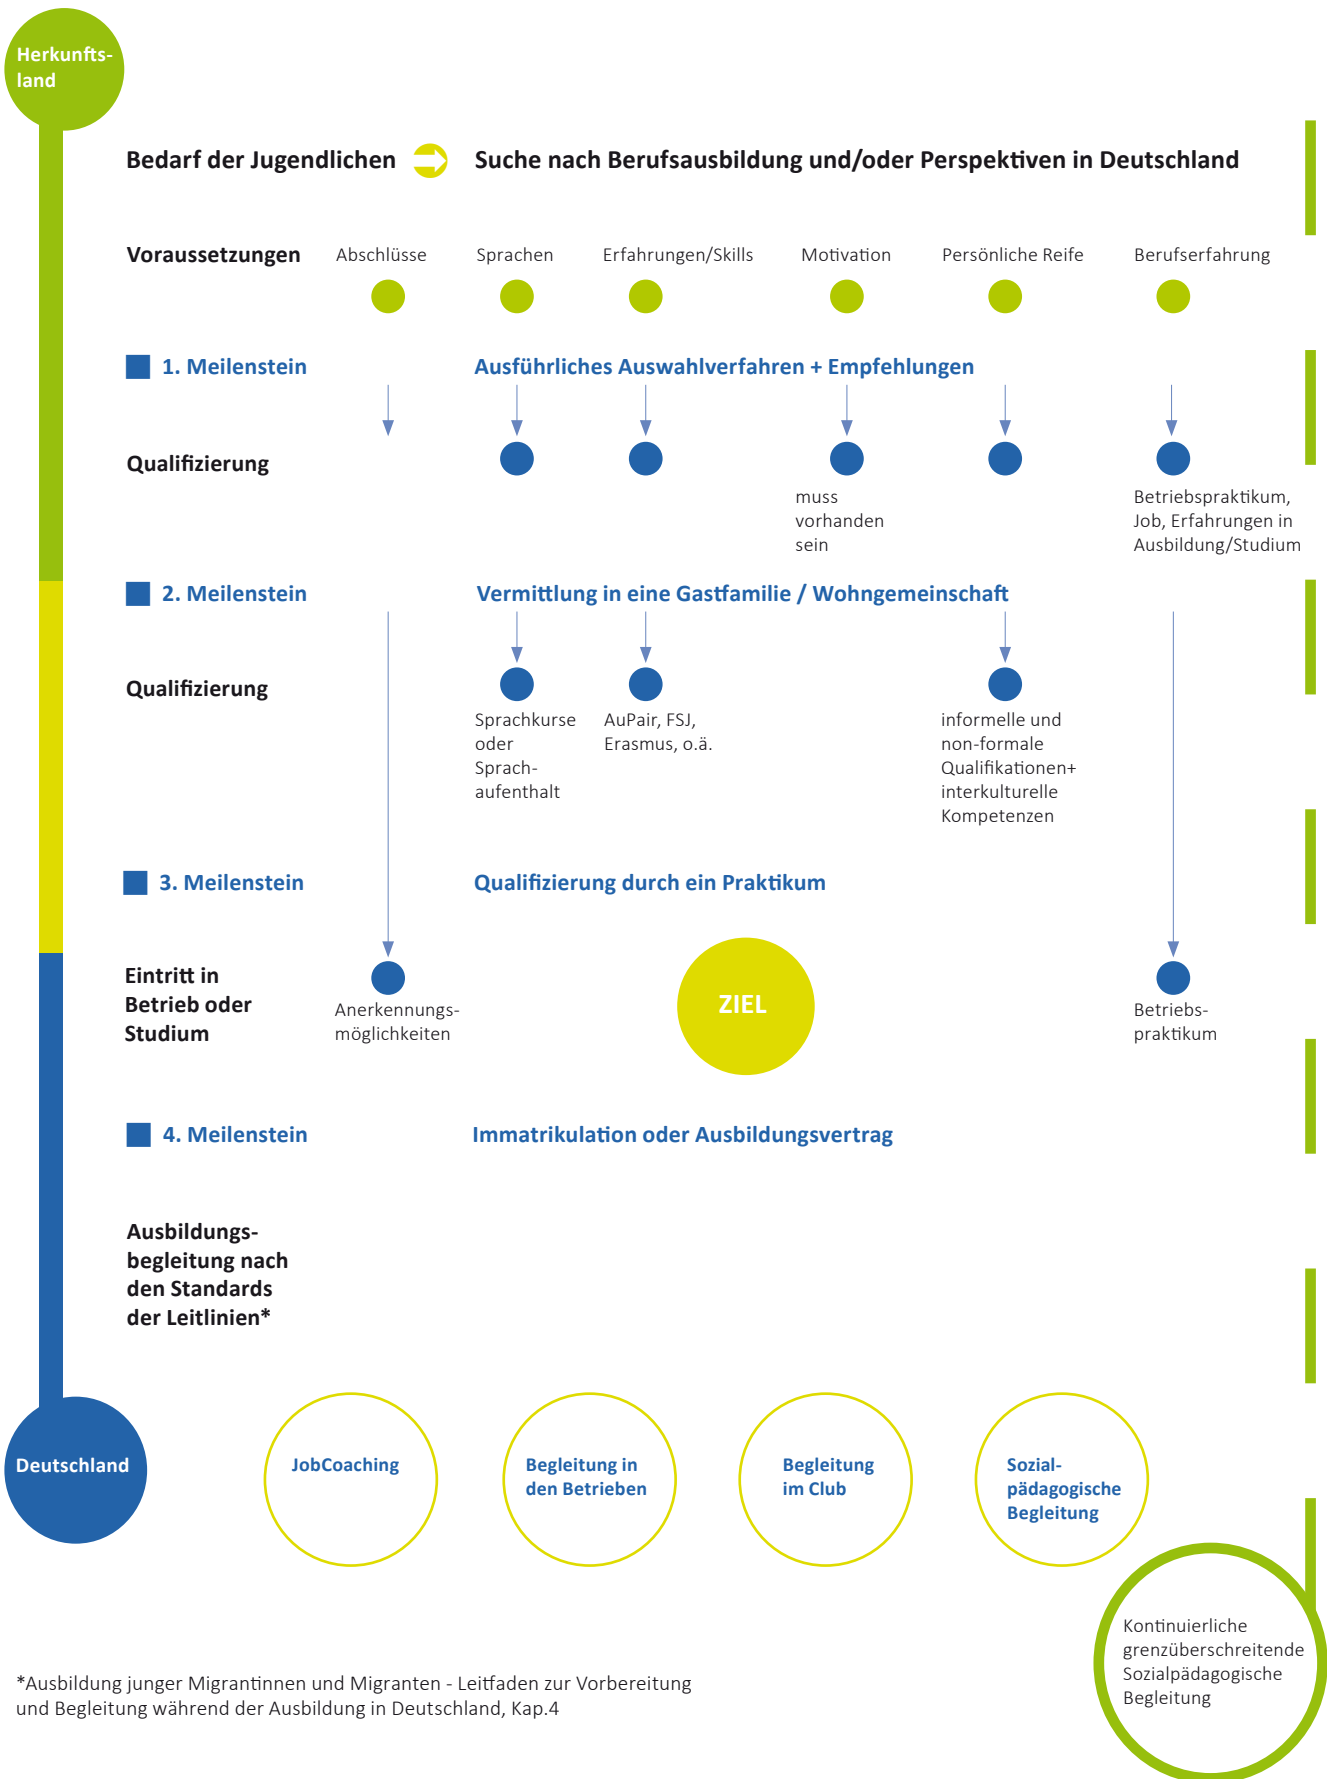 Herkunfts-
land
Bedarf der Jugendlichen
Suche nach Berufsausbildung und/oder Perspektiven in Deutschland
Voraussetzungen
Abschlüsse
Sprachen
Erfahrungen/Skills
Motivation
Persönliche Reife
Berufserfahrung
1. Meilenstein
Ausführliches Auswahlverfahren + Empfehlungen
Qualifizierung
muss
vorhanden
sein
Betriebspraktikum,
Job, Erfahrungen in
Ausbildung/Studium
2. Meilenstein
Vermittlung in eine Gastfamilie / Wohngemeinschaft
Qualifizierung
Sprachkurse
oder
Sprach-
aufenthalt
AuPair, FSJ,
Erasmus, o.ä.
informelle und
non-formale
Qualifikationen+
interkulturelle
Kompetenzen
3. Meilenstein
Qualifizierung durch ein Praktikum
Eintritt in
Betrieb oder
Studium
Anerkennungs-
möglichkeiten
ZIEL
Betriebs-
praktikum
4. Meilenstein
Immatrikulation oder Ausbildungsvertrag
Ausbildungs-
begleitung nach
den Standards
der Leitlinien*
Deutschland
JobCoaching
Begleitung in
den Betrieben
Begleitung
im Club
Sozial-
pädagogische
Begleitung
Kontinuierliche
grenzüberschreitende
Sozialpädagogische
Begleitung
*Ausbildung junger Migrantinnen und Migranten - Leitfaden zur Vorbereitung
und Begleitung während der Ausbildung in Deutschland, Kap.4